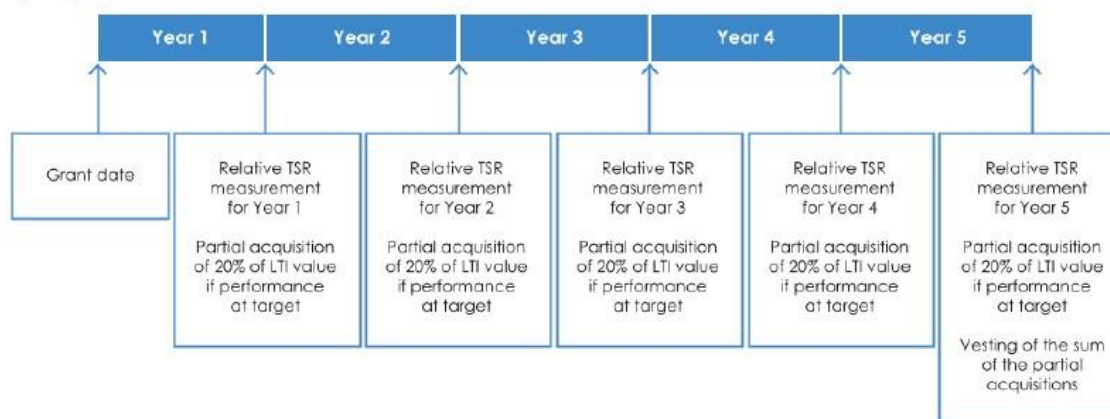 Year 1
Year 2
Year 3
Year 4
Year 5
Grant date
Relative TSR
measurement
for Year 1
Partial acquisition
of 20% of LTI value
if performance
at target
Relative TSR
measurement
for Year 2
Partial acquisition
of 20% of LTI value
if performance
at target
Relative TSR
measurement
for Year 3
Partial acquisition
of 20% of LTI value
if performance
at target
Relative TSR
measurement
for Year 4
Partial acquisition
of 20% of LTI value
if performance
at target
Relative TSR
measurement
for Year 5
Partial acquisition
of 20% of LTI value
if performance
at target
Vesting of the sum
of the partial
acquisitions